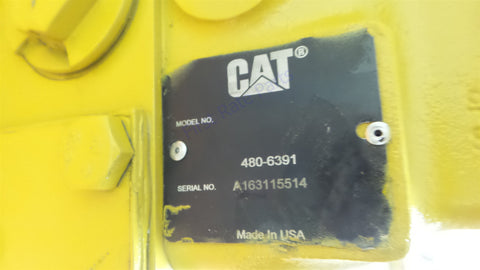 CAT®
MODEL NO.
480-6391
SERIAL NO. A163115514
Made In USA